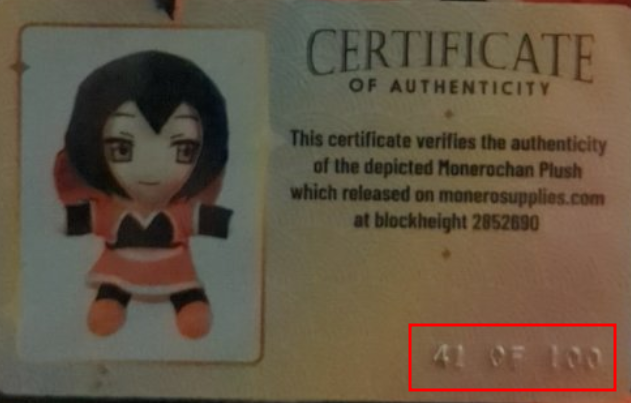 CERTIFICATE
OF AUTHENTICITY
This certificate verifies the authenticity
of the depicted Monerochan Plush
which released on monerosupplies.com
at blockheight 2852690
41 OF 100